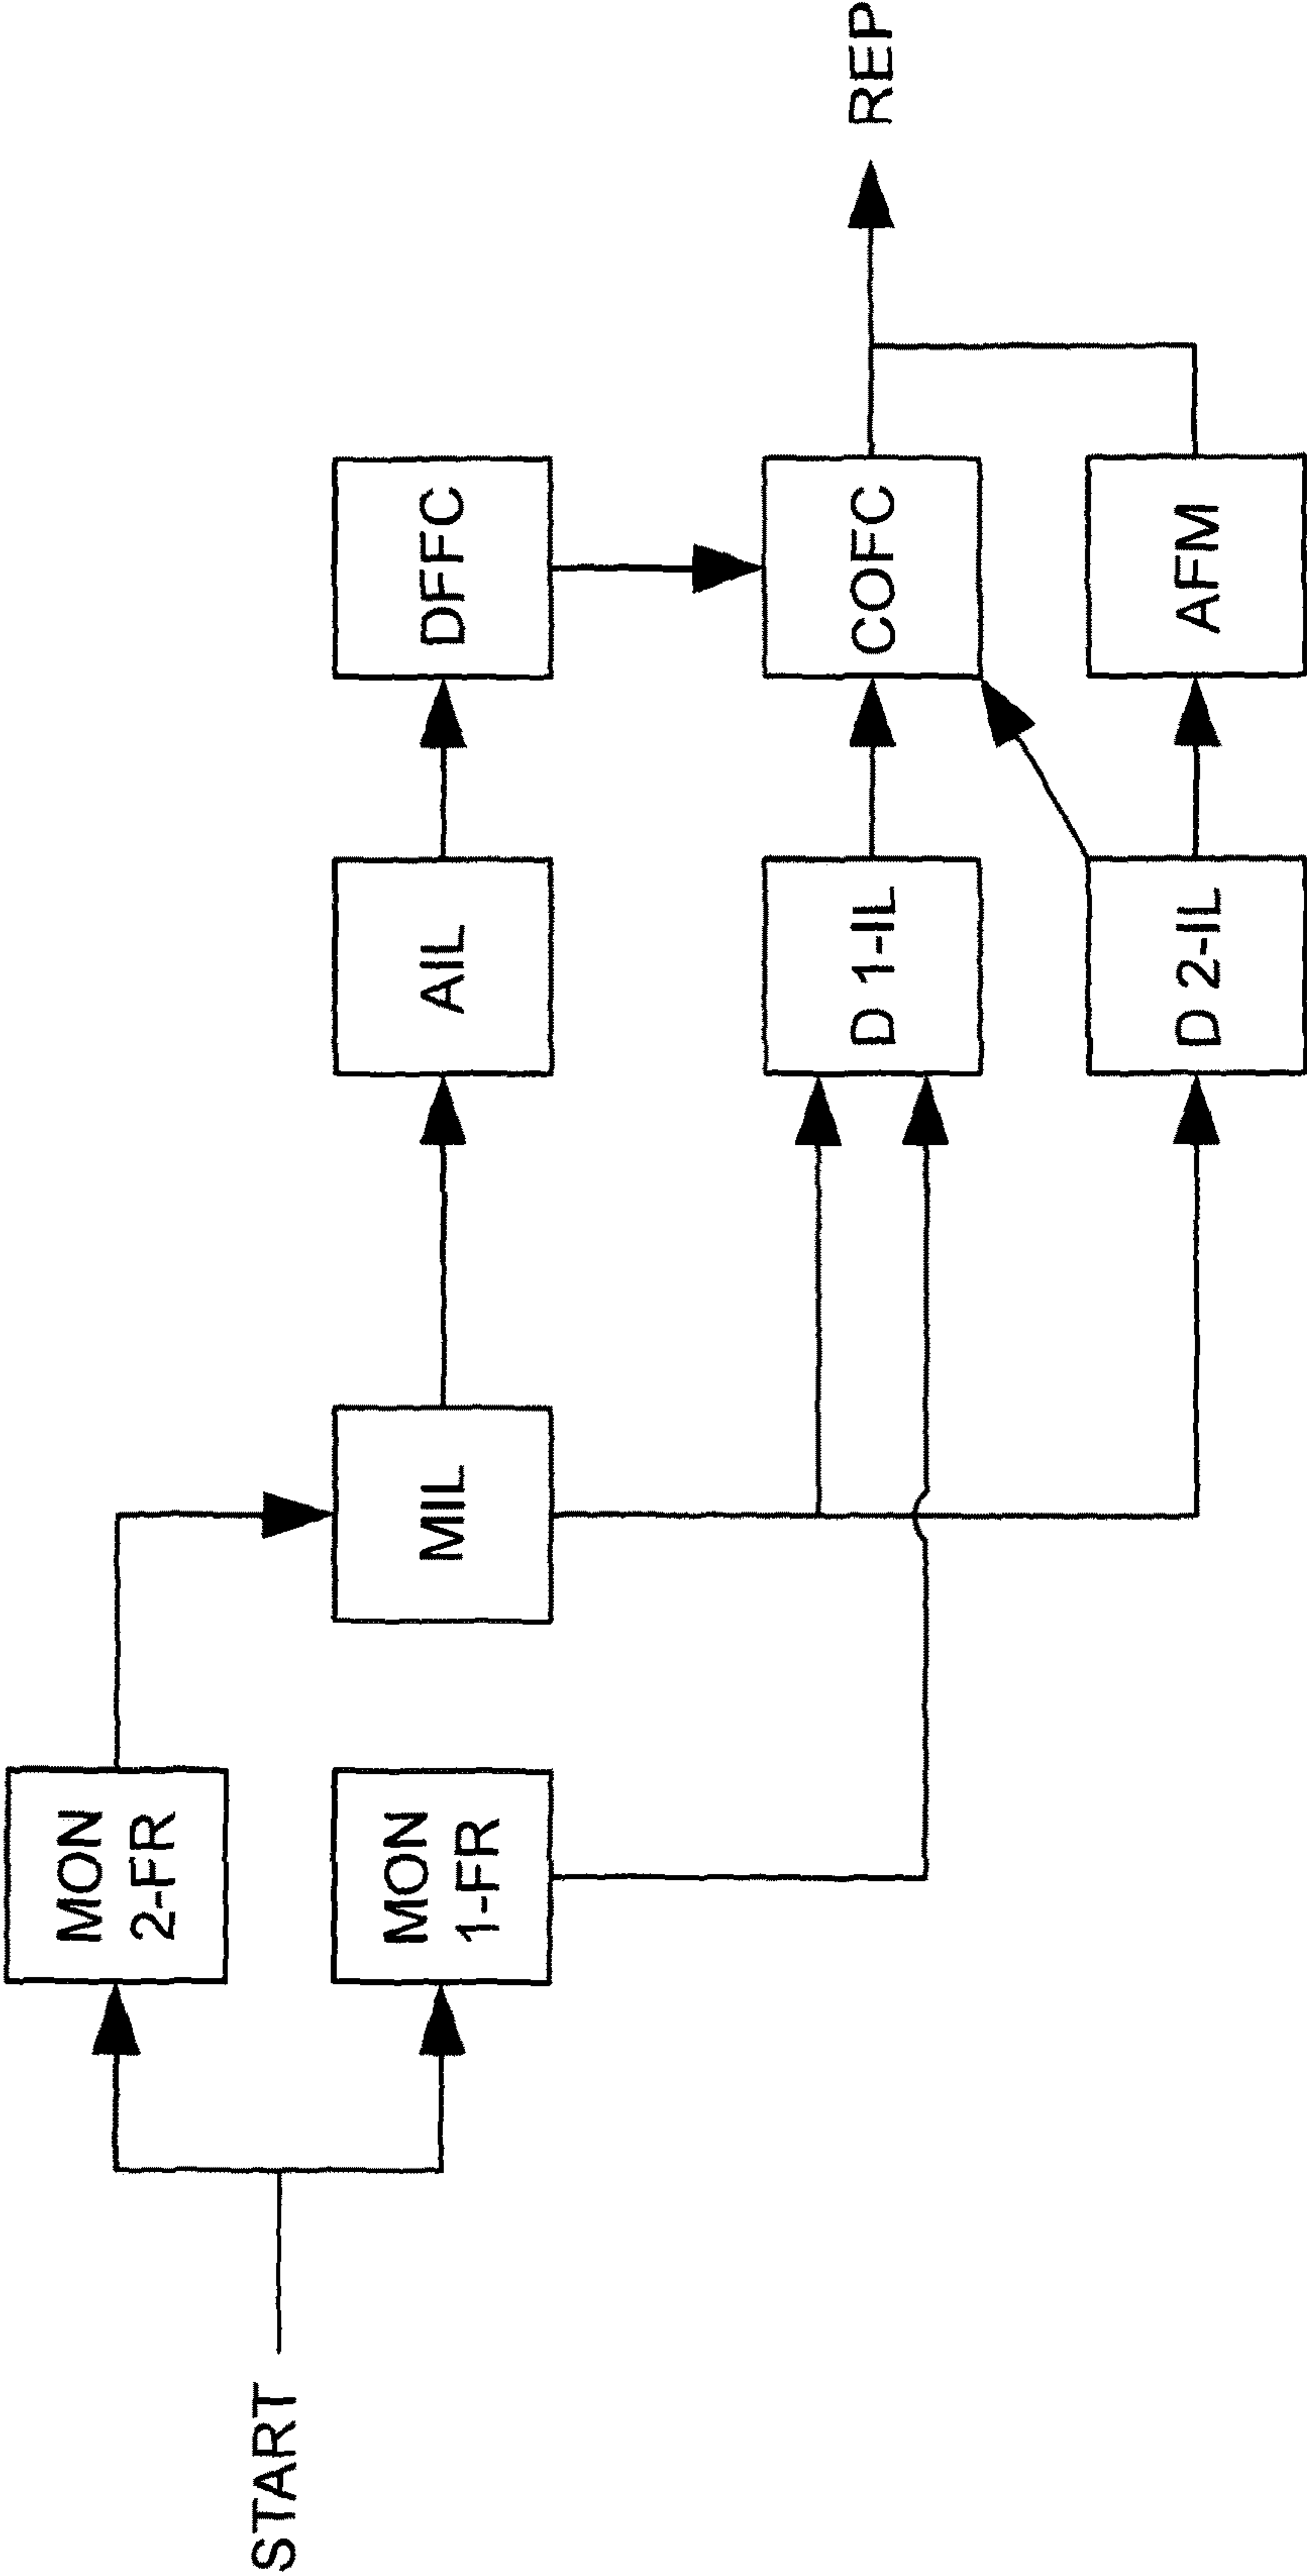 START
MON
2-FR
MON
1-FR
MIL
AIL
DFFC
D 1-IL
COFC
D 2-IL
AFM
REP